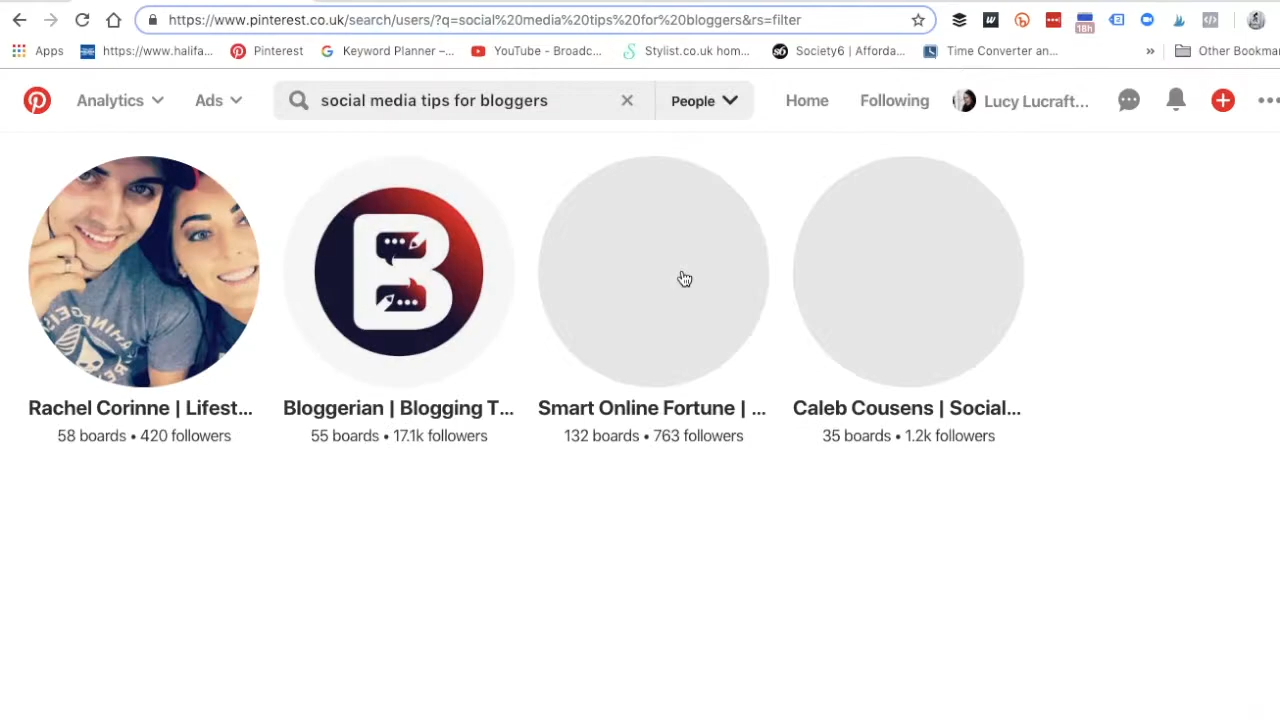 https://www.pinterest.co.uk/search/users/?q=social%20media%20tips%20for%20bloggers&rs=filter
18h
Apps https://www.halifa... Pinterest Keyword Planner –... YouTube - Broadc... Stylist.co.uk hom... Society6 | Afforda... Time Converter an... » Other Bookmar
Analytics Ads social media tips for bloggers People Home Following Lucy Lucraft...
Rachel Corinne | Lifest... Bloggerian | Blogging T... Smart Online Fortune | ... Caleb Cousens | Social...
58 boards • 420 followers 55 boards • 17.1k followers 132 boards • 763 followers 35 boards • 1.2k followers